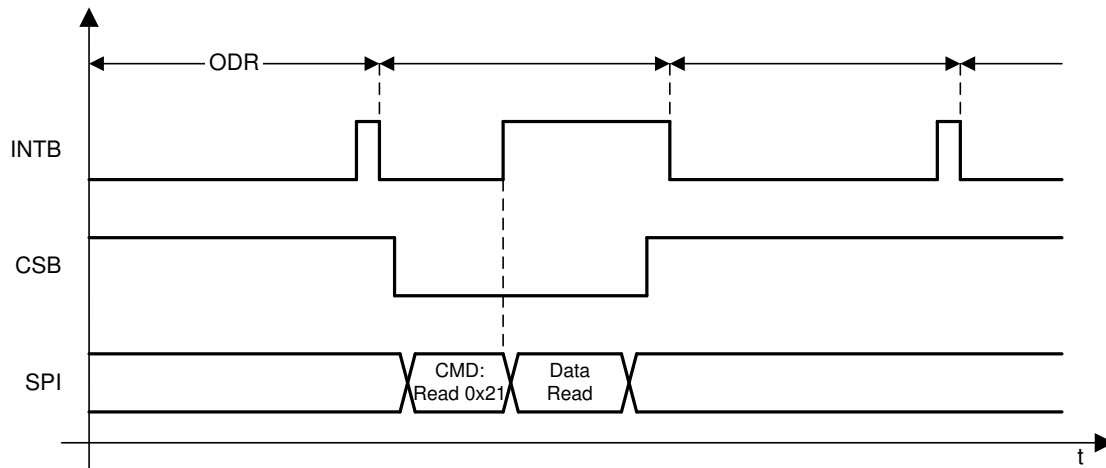 ODR
INTB
CSB
SPI
CMD:
Read 0x21
Data
Read
t